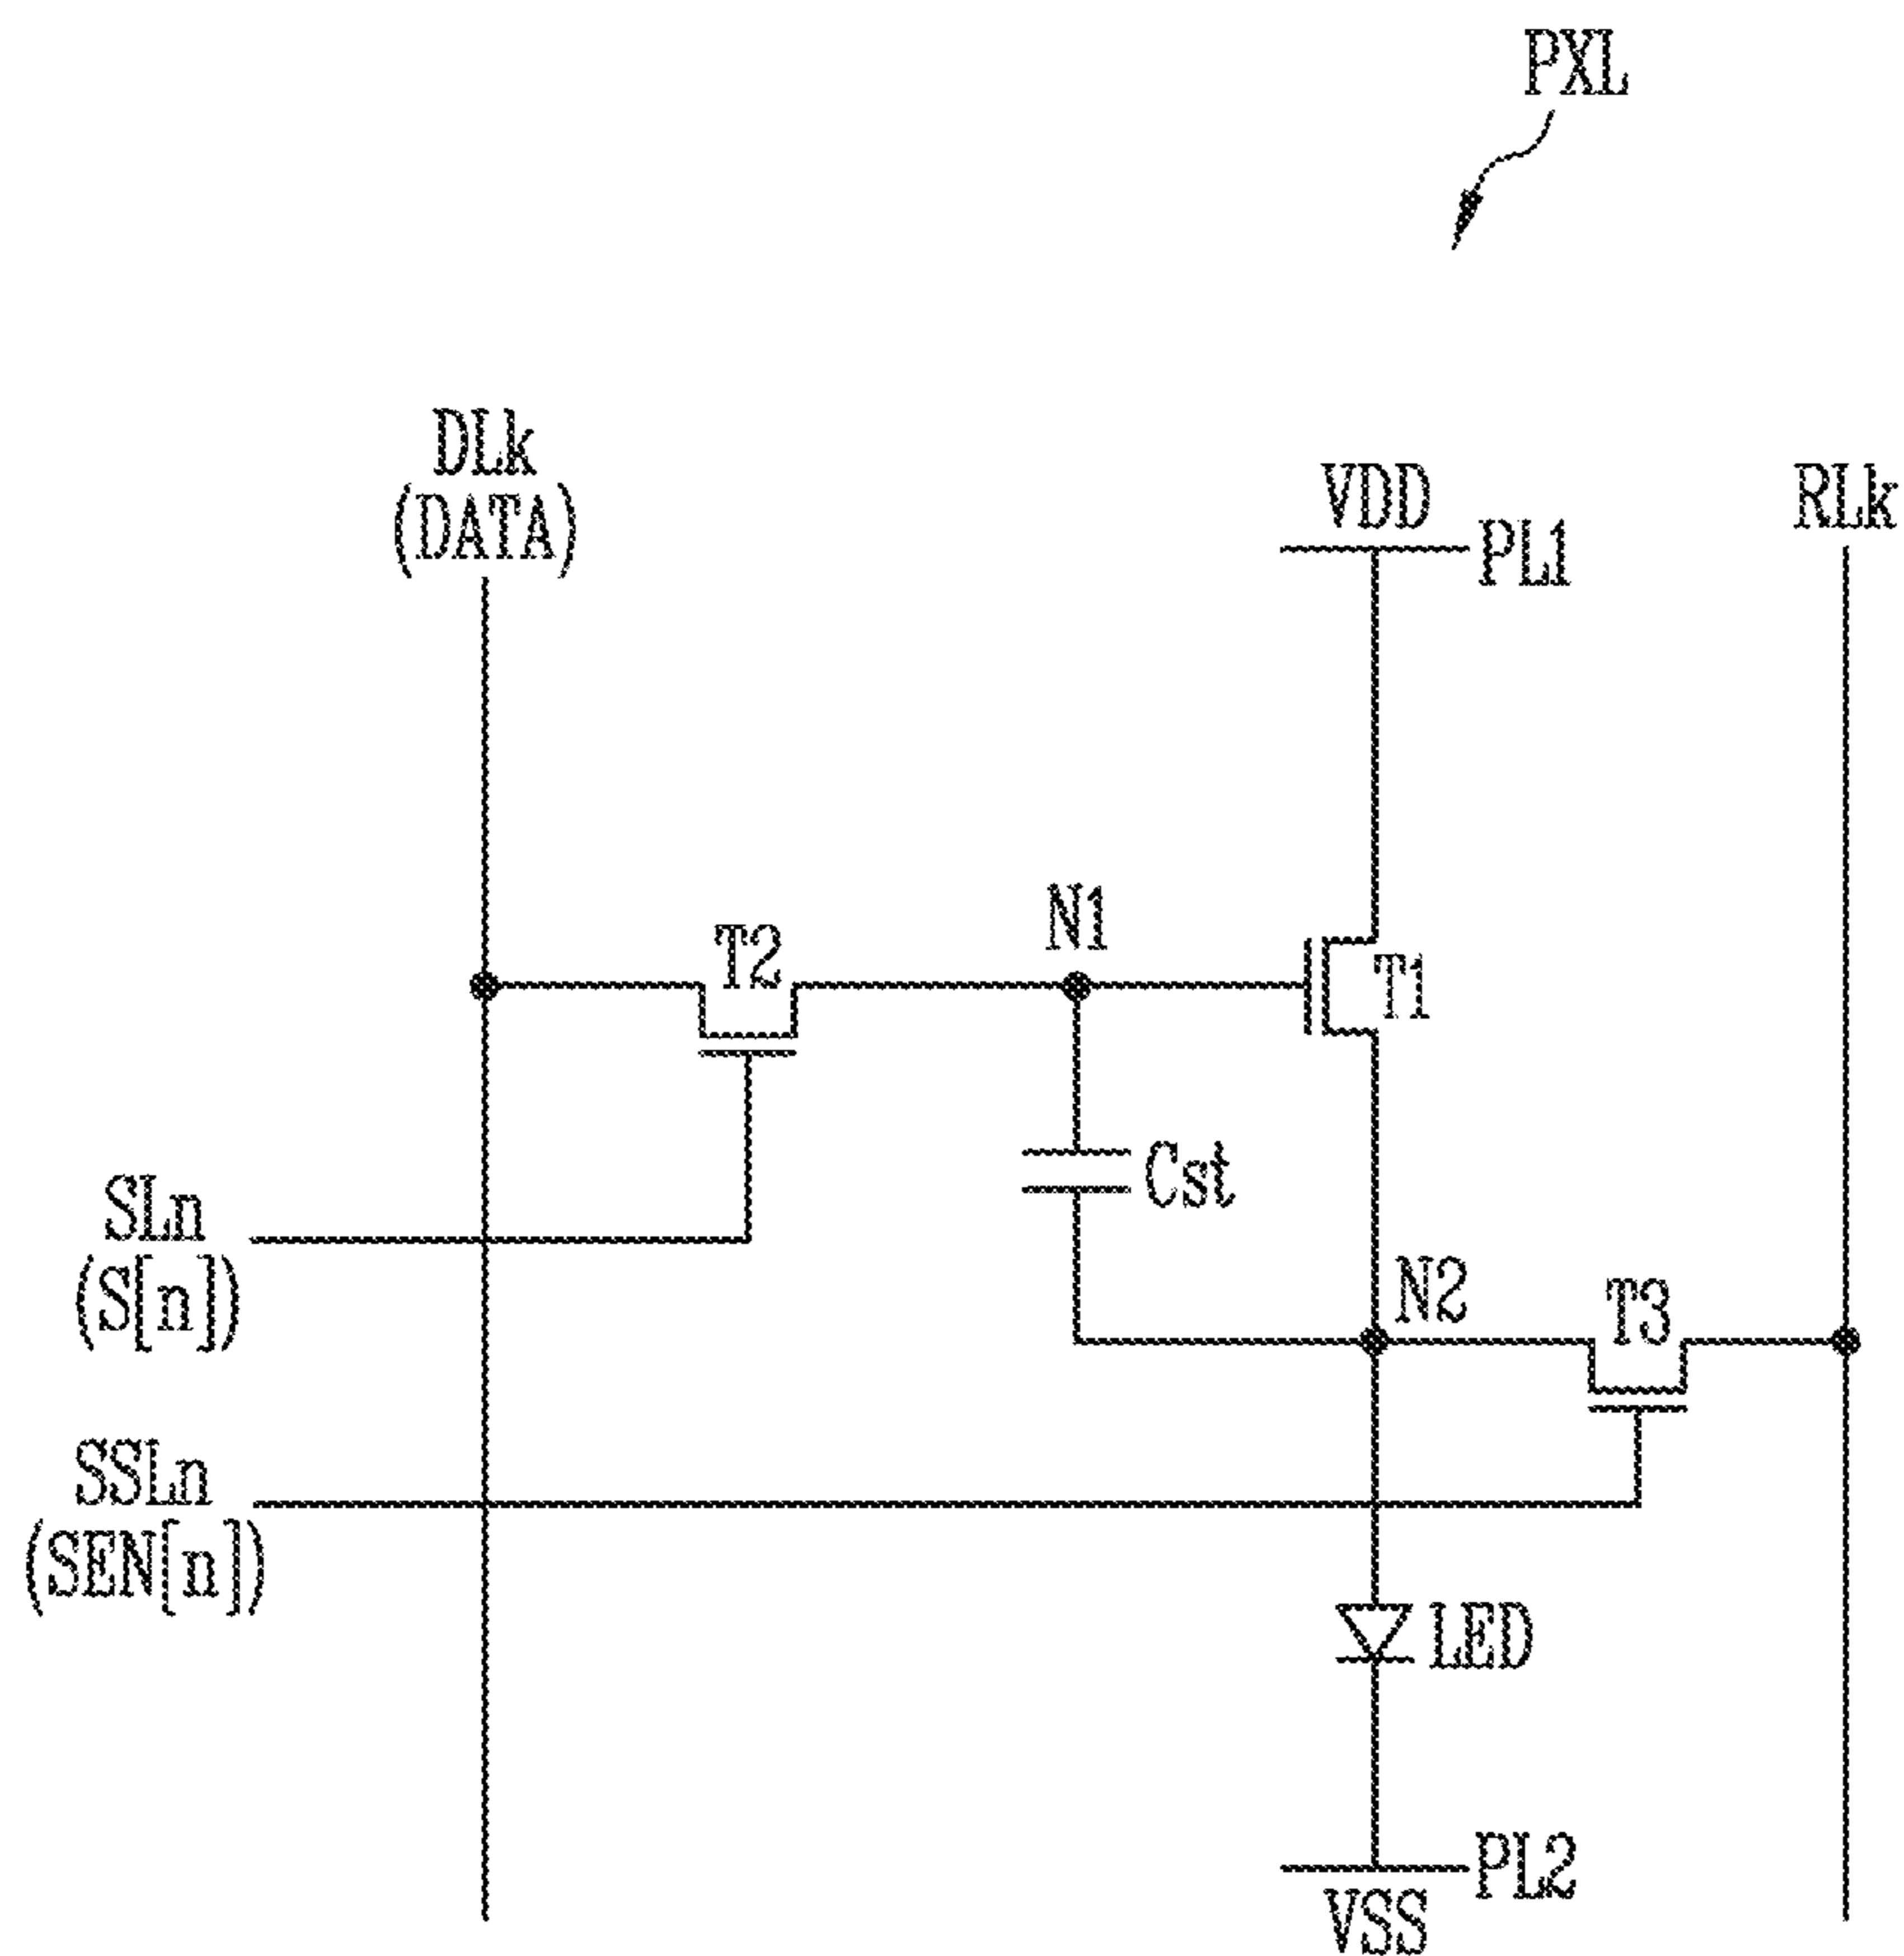 PXL
DLk
(DATA)
VDD
PL1
RLk
T2
N1
T1
Cst
SLn
(S[n])
N2
T3
SSLn
(SEN[n])
LED
PL2
VSS